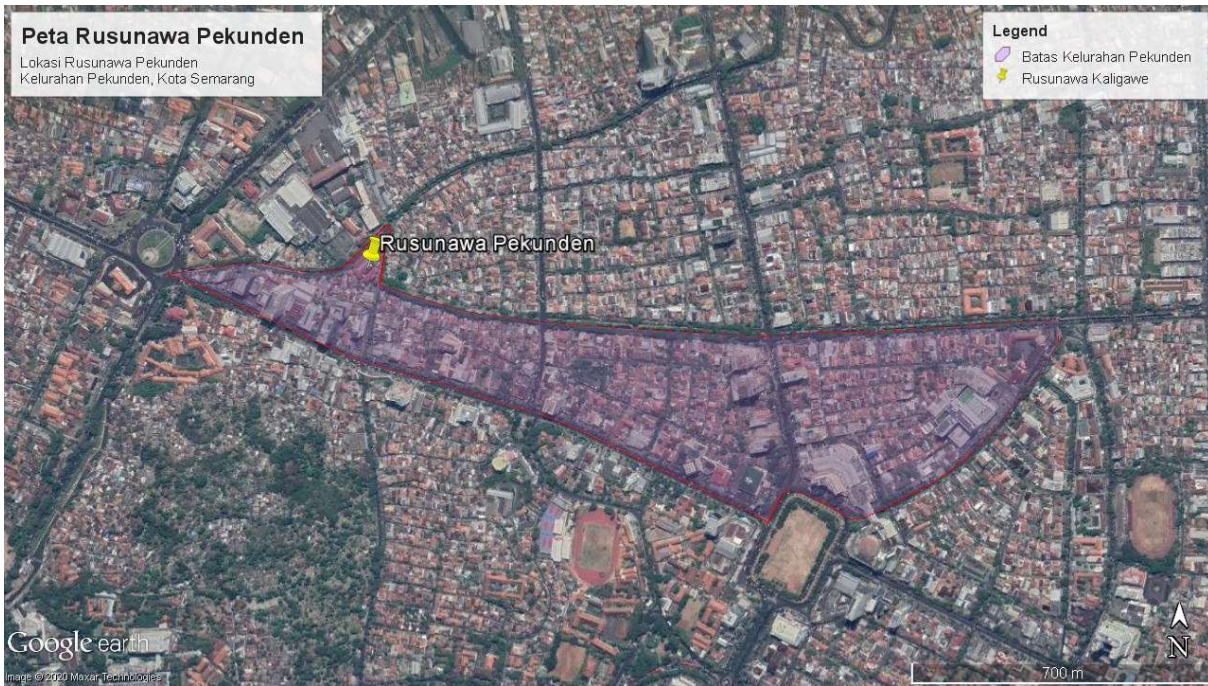 Peta Rusunawa Pekunden
Lokasi Rusunawa Pekunden
Kelurahan Pekunden, Kota Semarang
Legend
Batas Kelurahan Pekunden
Rusunawa Kaligawe
Rusunawa Pekunden
Google earth
Image © 2020 Maxar Technologies
N
700 m